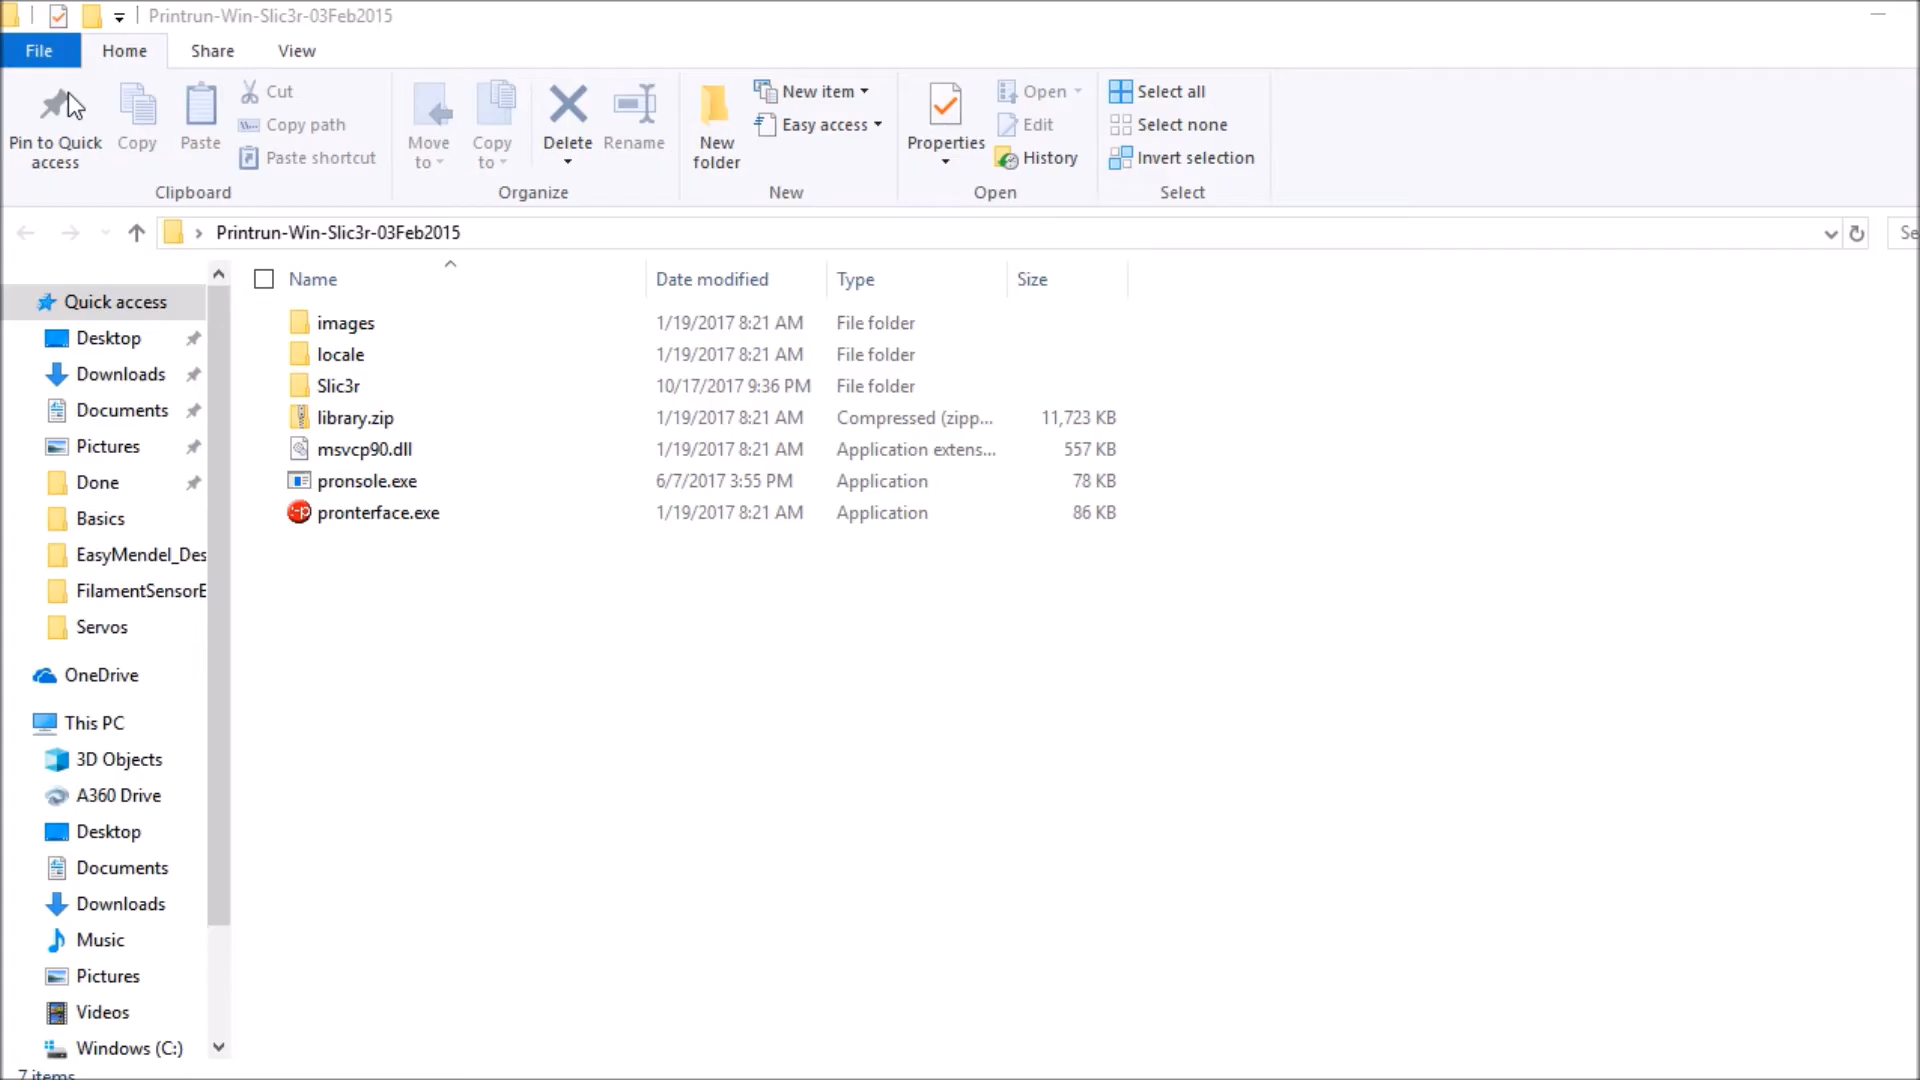 Printrun-Win-Slic3r-03Feb2015
File Home Share View
Pin to Quick access
Copy
Paste
Cut
Copy path
Paste shortcut
Clipboard
Move to
Copy to
Delete
Rename
Organize
New folder
New item
Easy access
New
Properties
Open
Edit
History
Open
Select all
Select none
Invert selection
Select
Printrun-Win-Slic3r-03Feb2015
Se
Name Date modified Type Size
images 1/19/2017 8:21 AM File folder
locale 1/19/2017 8:21 AM File folder
Slic3r 10/17/2017 9:36 PM File folder
library.zip 1/19/2017 8:21 AM Compressed (zipp... 11,723 KB
msvcp90.dll 1/19/2017 8:21 AM Application extens... 557 KB
pronsole.exe 6/7/2017 3:55 PM Application 78 KB
pronterface.exe 1/19/2017 8:21 AM Application 86 KB
Quick access
Desktop
Downloads
Documents
Pictures
Done
Basics
EasyMendel_Des
FilamentSensorE
Servos
OneDrive
This PC
3D Objects
A360 Drive
Desktop
Documents
Downloads
Music
Pictures
Videos
Windows (C:)
7 items